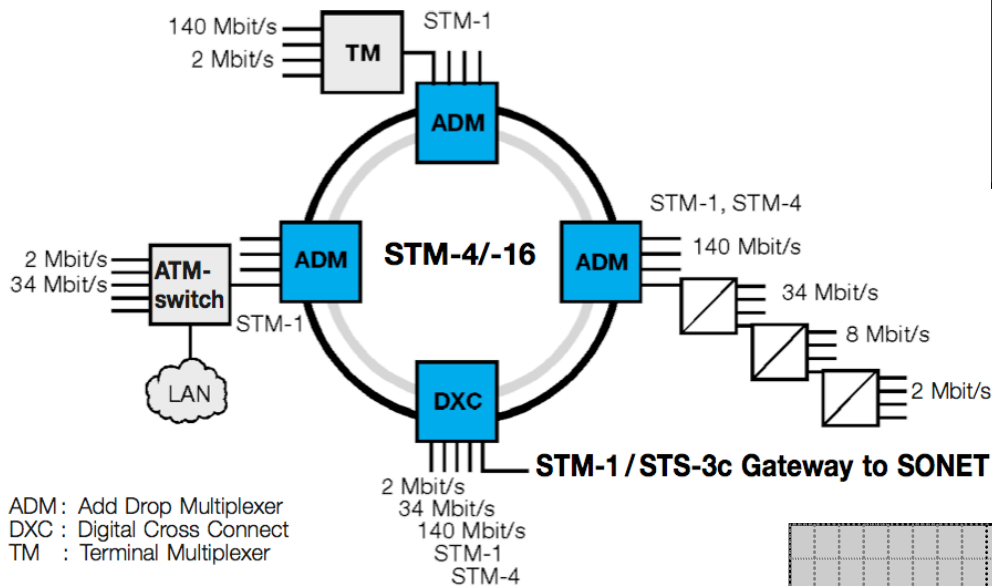 STM-1
140 Mbit/s
2 Mbit/s
TM
ADM
STM-1, STM-4
140 Mbit/s
ADM
STM-4/-16
ADM
2 Mbit/s
34 Mbit/s
ATM-
switch
STM-1
LAN
34 Mbit/s
8 Mbit/s
2 Mbit/s
DXC
STM-1 / STS-3c Gateway to SONET
2 Mbit/s
34 Mbit/s
140 Mbit/s
STM-1
STM-4
ADM : Add Drop Multiplexer
DXC : Digital Cross Connect
TM : Terminal Multiplexer